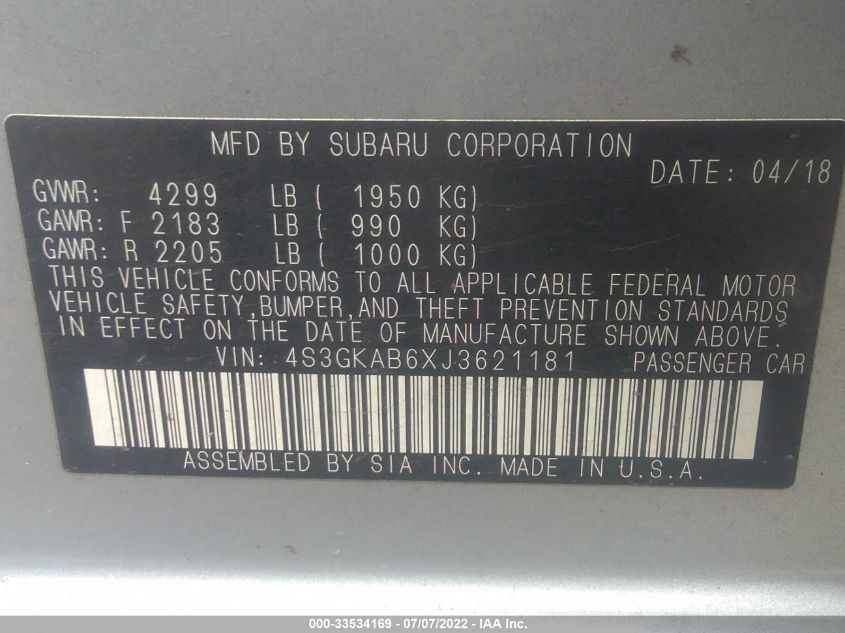 MFD BY SUBARU CORPORATION
DATE: 04/18
GVWR: 4299 LB ( 1950 KG)
GAWR: F 2183 LB ( 990 KG)
GAWR: R 2205 LB ( 1000 KG)
THIS VEHICLE CONFORMS TO ALL APPLICABLE FEDERAL MOTOR
VEHICLE SAFETY,BUMPER,AND THEFT PREVENTION STANDARDS
IN EFFECT ON THE DATE OF MANUFACTURE SHOWN ABOVE.
VIN: 4S3GKAB6XJ3621181 PASSENGER CAR
ASSEMBLED BY SIA INC. MADE IN U.S.A.
000-33534169 - 07/07/2022 - IAA Inc.